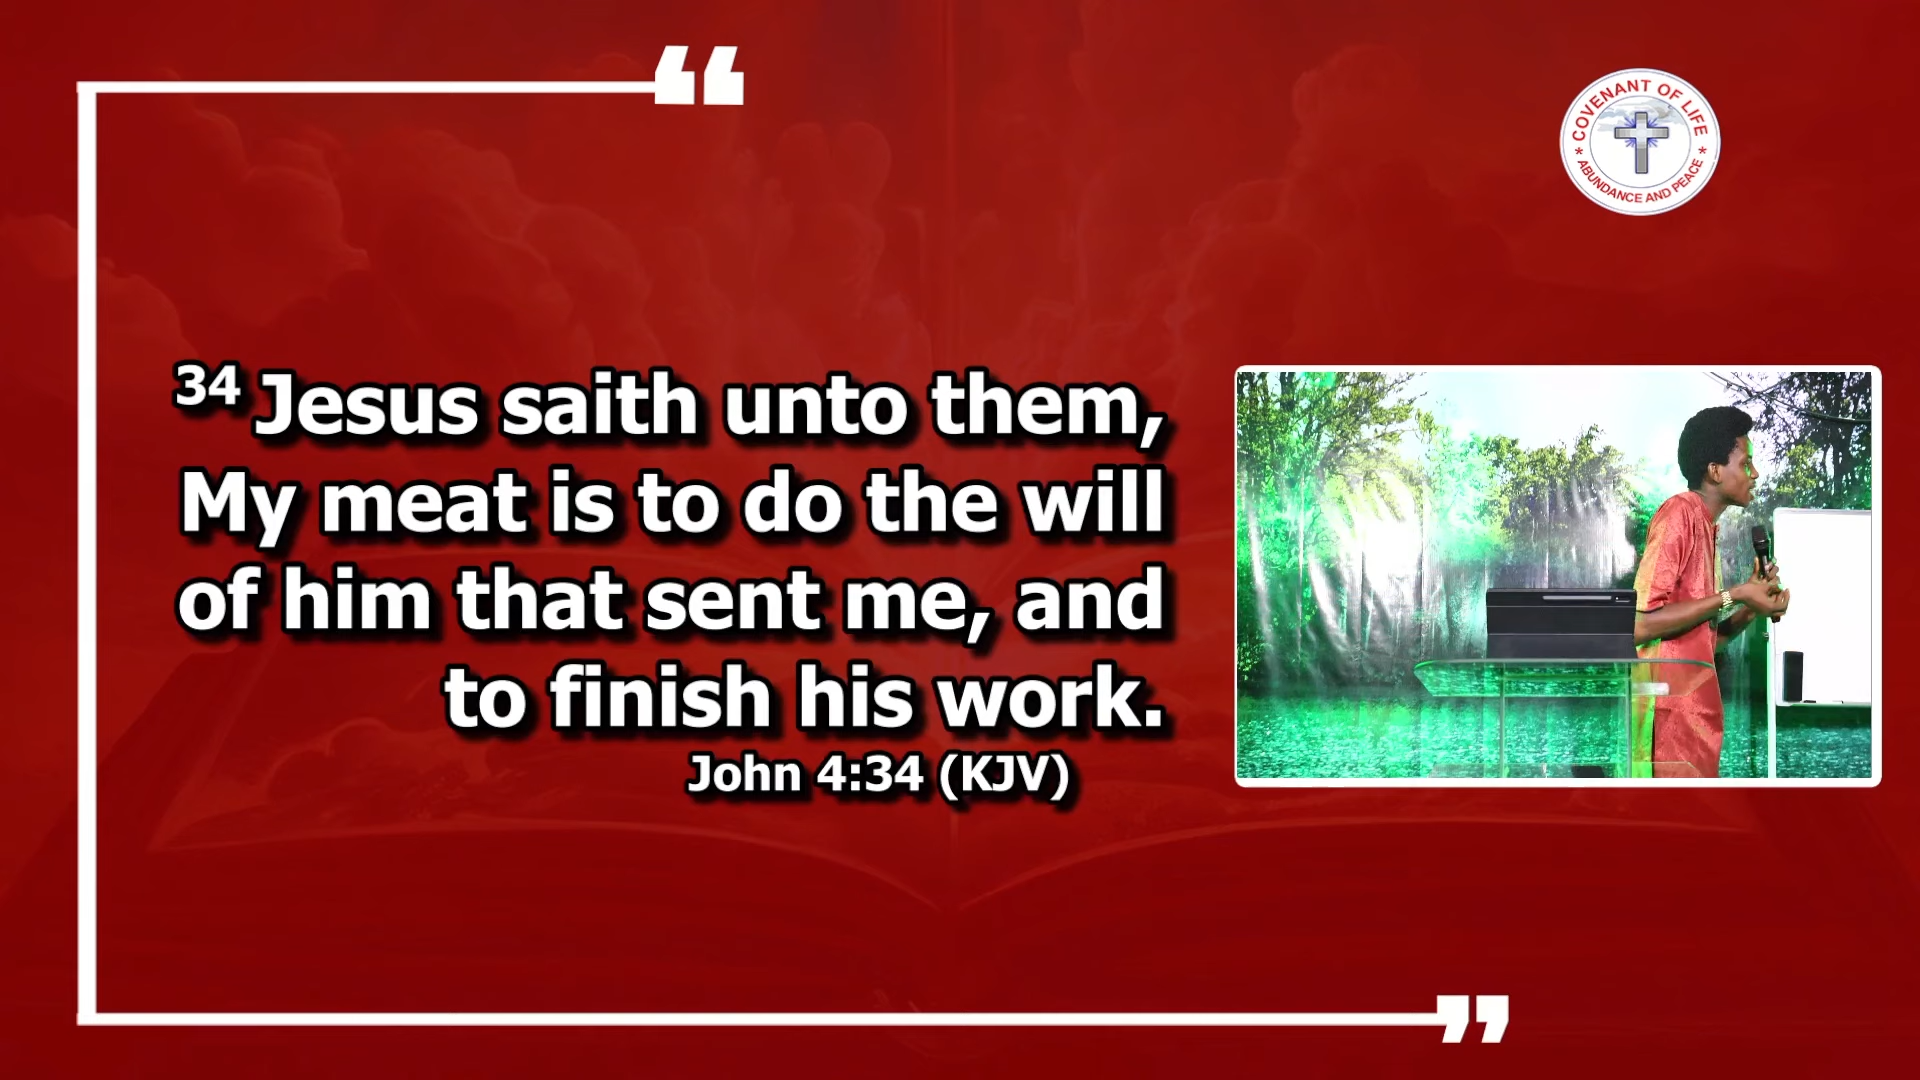 COVENANT OF LIFE
* ABUNDANCE AND PEACE *
34 Jesus saith unto them,
My meat is to do the will
of him that sent me, and
to finish his work.
John 4:34 (KJV)